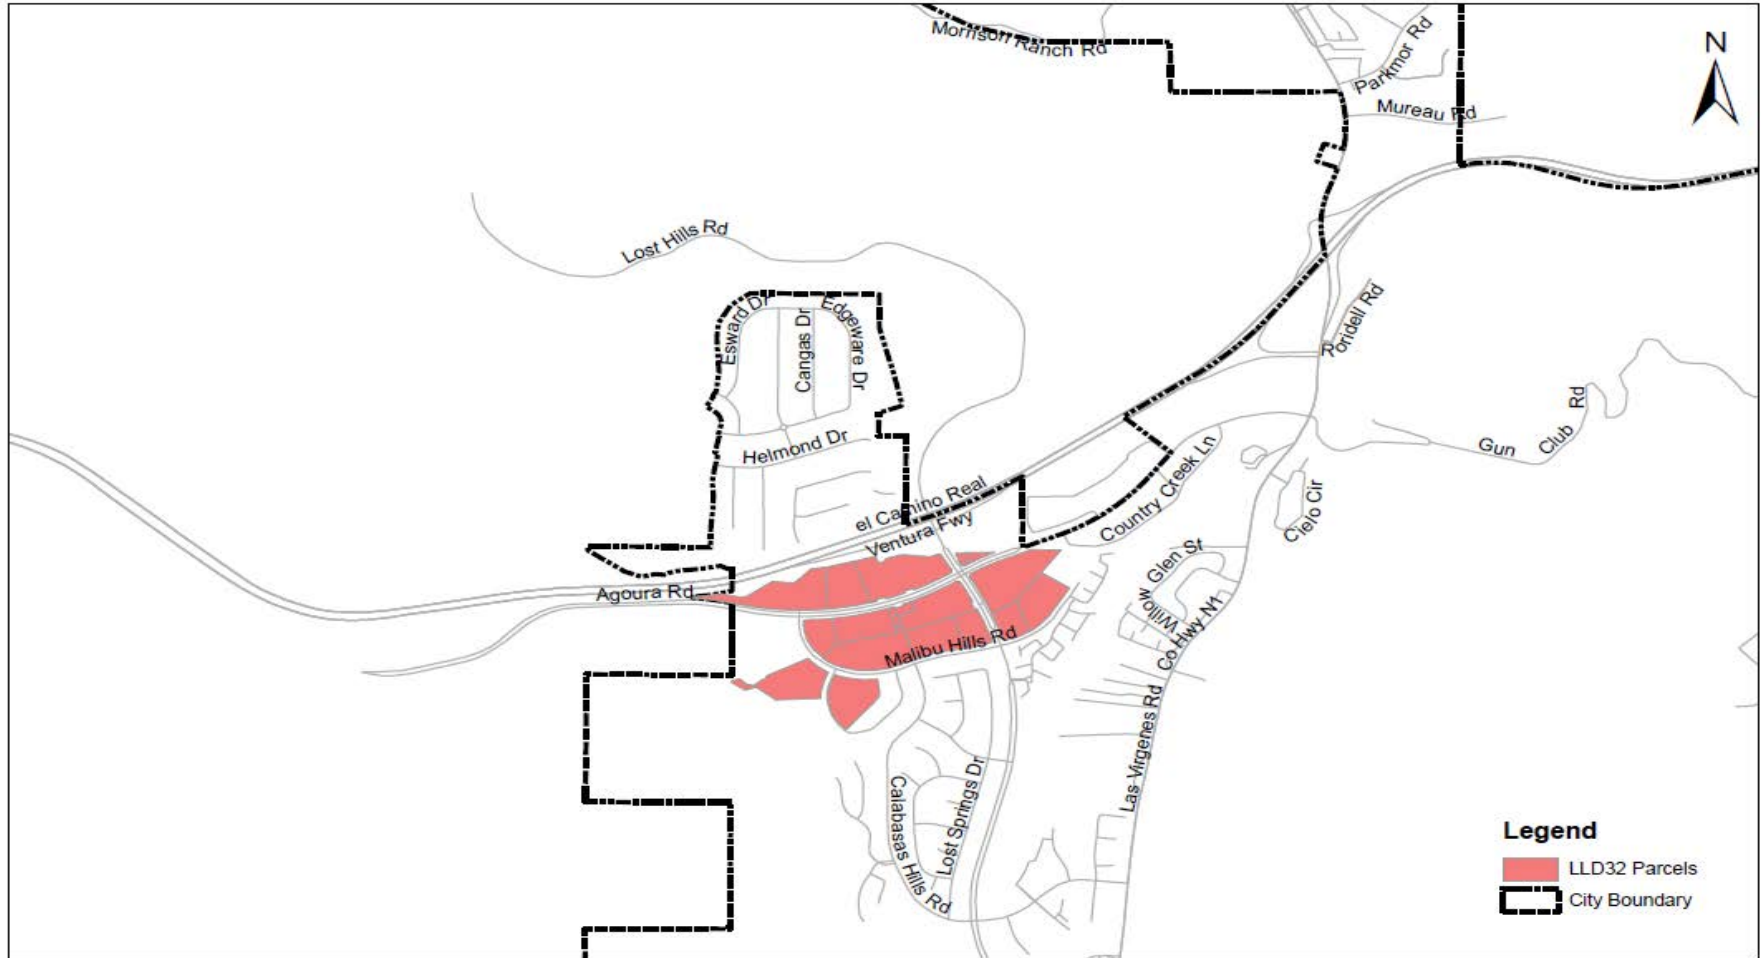 Morrison Ranch Rd
Parkmor Rd
Mureau Rd
N
Lost Hills Rd
Esward Dr
Cangas Dr
Edgeware Dr
Roridell Rd
Helmond Dr
Gun Club Rd
el Camino Real
Ventura Fwy
Country Creek Ln
Cielo Cir
Agoura Rd
Willow Glen St
Malibu Hills Rd
Co Hwy N1
Las Virgenes Rd
Calabasas Hills Rd
Lost Springs Dr
Legend
LLD32 Parcels
City Boundary